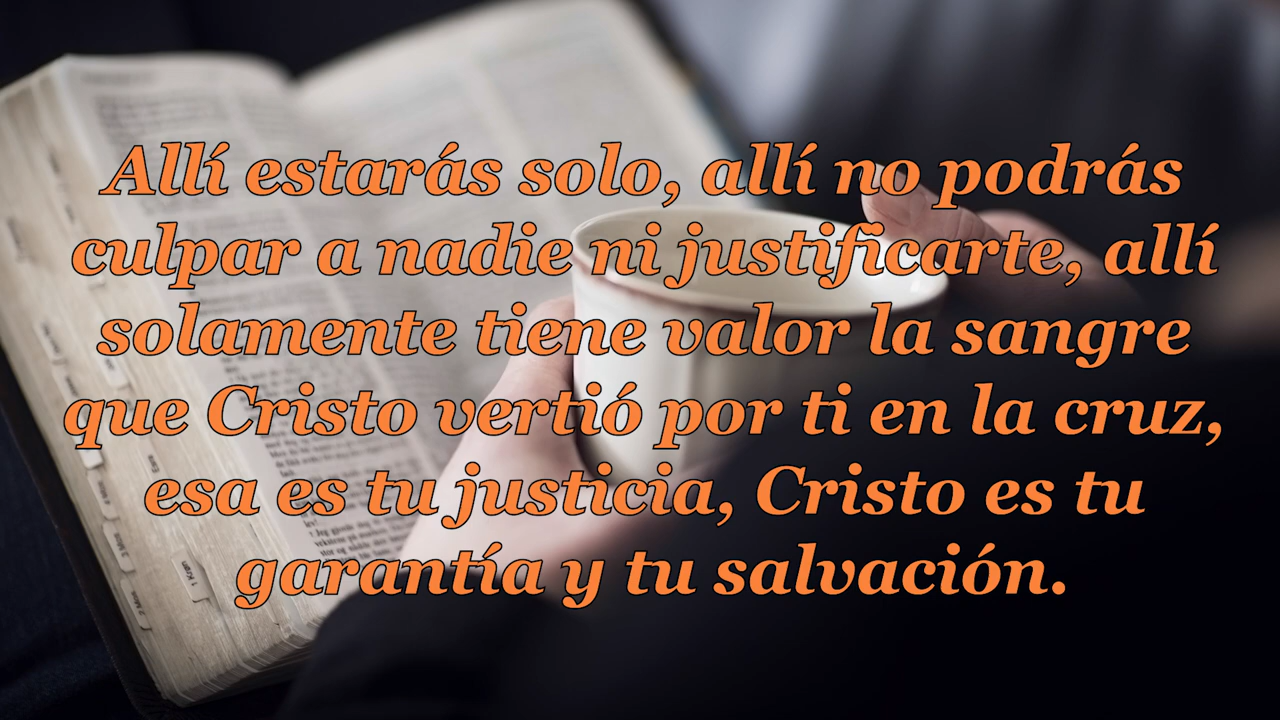 Allí estarás solo, allí no podrás
culpar a nadie ni justificarte, allí
solamente tiene valor la sangre
que Cristo vertió por ti en la cruz,
esa es tu justicia, Cristo es tu
garantía y tu salvación.